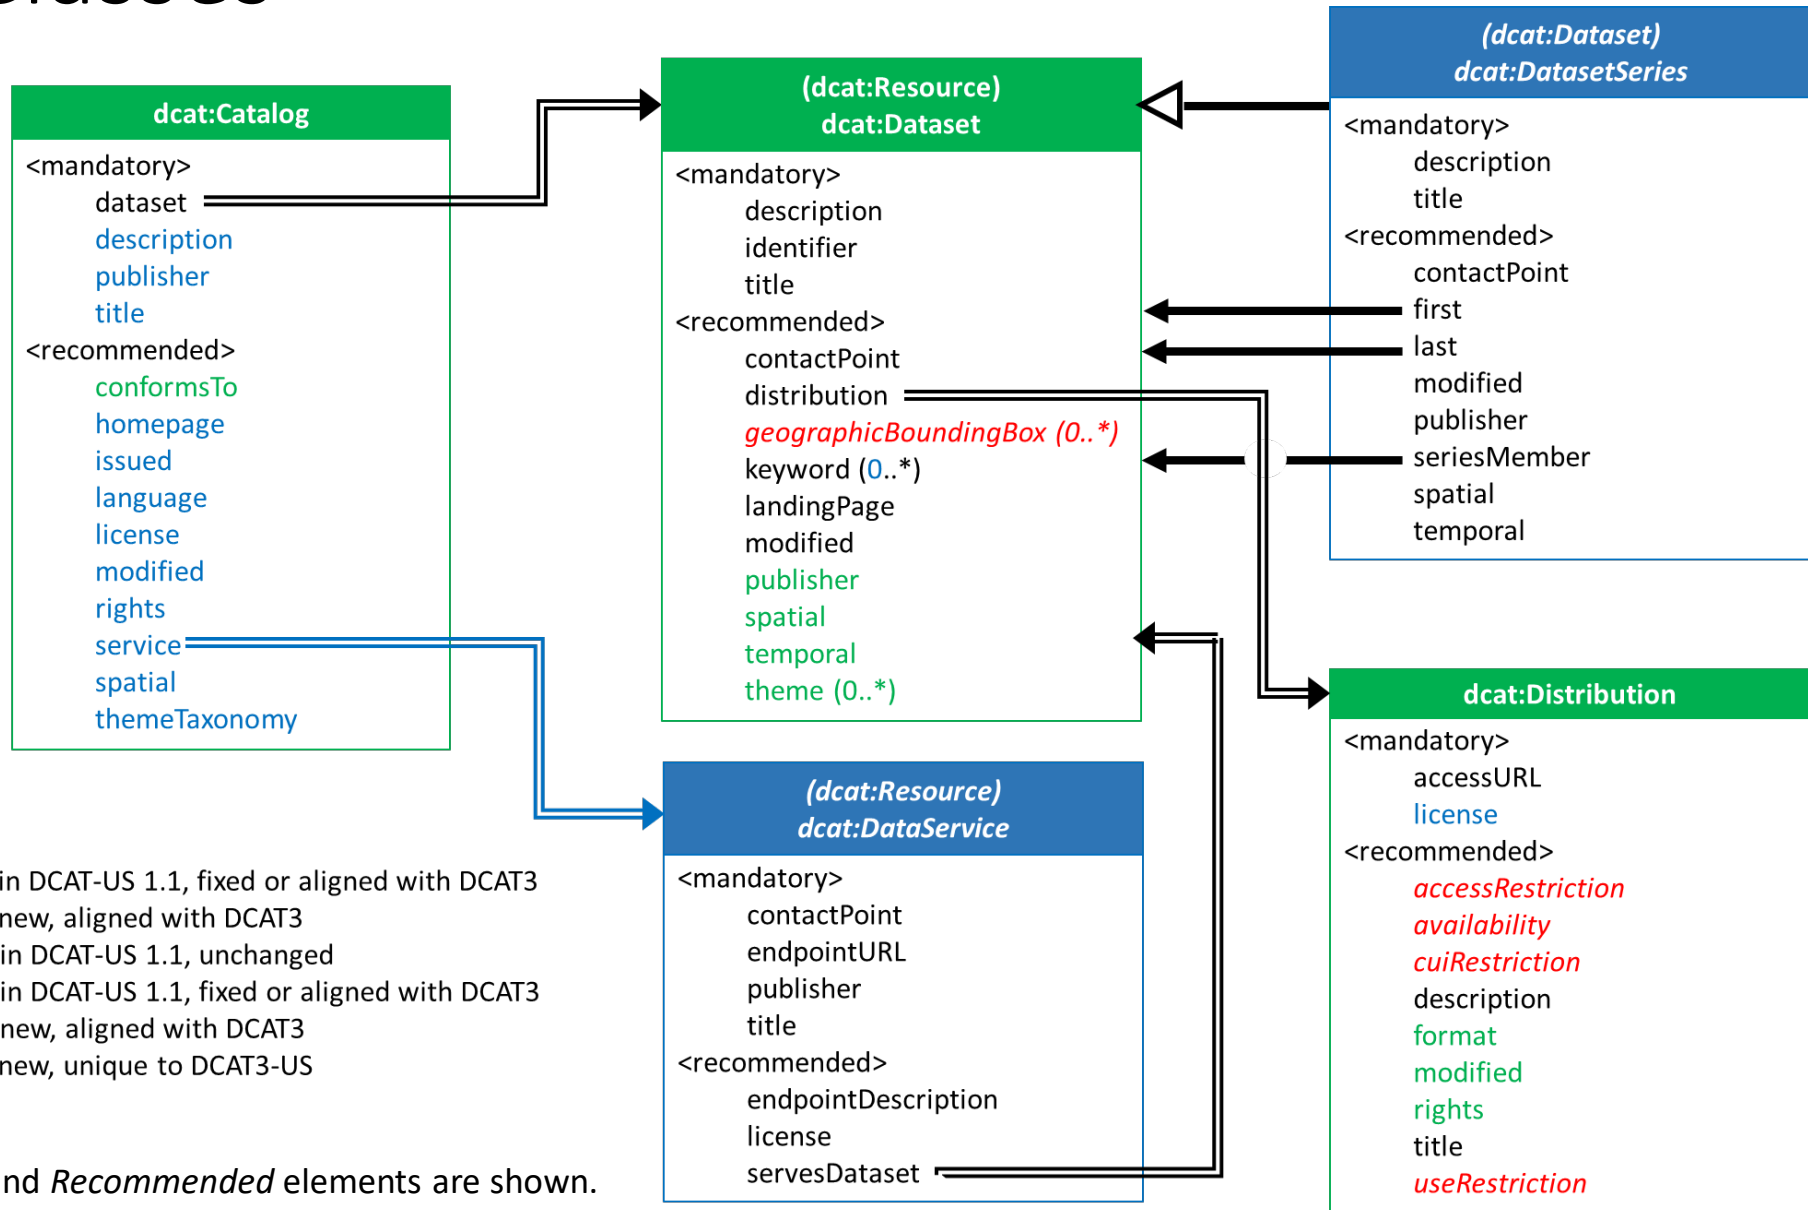 dcat:Catalog
<mandatory>
dataset
description
publisher
title
<recommended>
conformsTo
homepage
issued
language
license
modified
rights
service
spatial
themeTaxonomy
(dcat:Resource)
dcat:Dataset
<mandatory>
description
identifier
title
<recommended>
contactPoint
distribution
geographicBoundingBox (0..*)
keyword (0..*)
landingPage
modified
publisher
spatial
temporal
theme (0..*)
(dcat:Dataset)
dcat:DatasetSeries
<mandatory>
description
title
<recommended>
contactPoint
first
last
modified
publisher
seriesMember
spatial
temporal
(dcat:Resource)
dcat:DataService
<mandatory>
contactPoint
endpointURL
publisher
title
<recommended>
endpointDescription
license
servesDataset
dcat:Distribution
<mandatory>
accessURL
license
<recommended>
accessRestriction
availability
cuiRestriction
description
format
modified
rights
title
useRestriction
in DCAT-US 1.1, fixed or aligned with DCAT3
new, aligned with DCAT3
in DCAT-US 1.1, unchanged
in DCAT-US 1.1, fixed or aligned with DCAT3
new, aligned with DCAT3
new, unique to DCAT3-US
nd Recommended elements are shown.